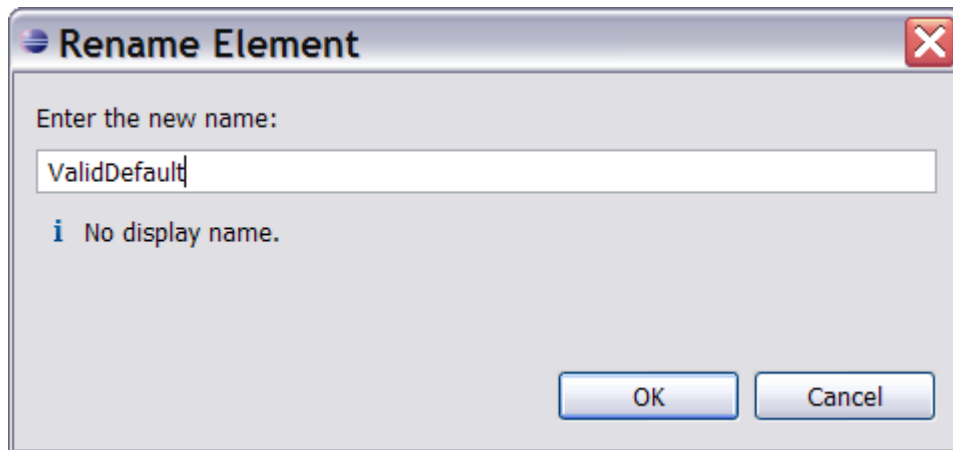 Rename Element
Enter the new name:
ValidDefault
i No display name.
OK Cancel